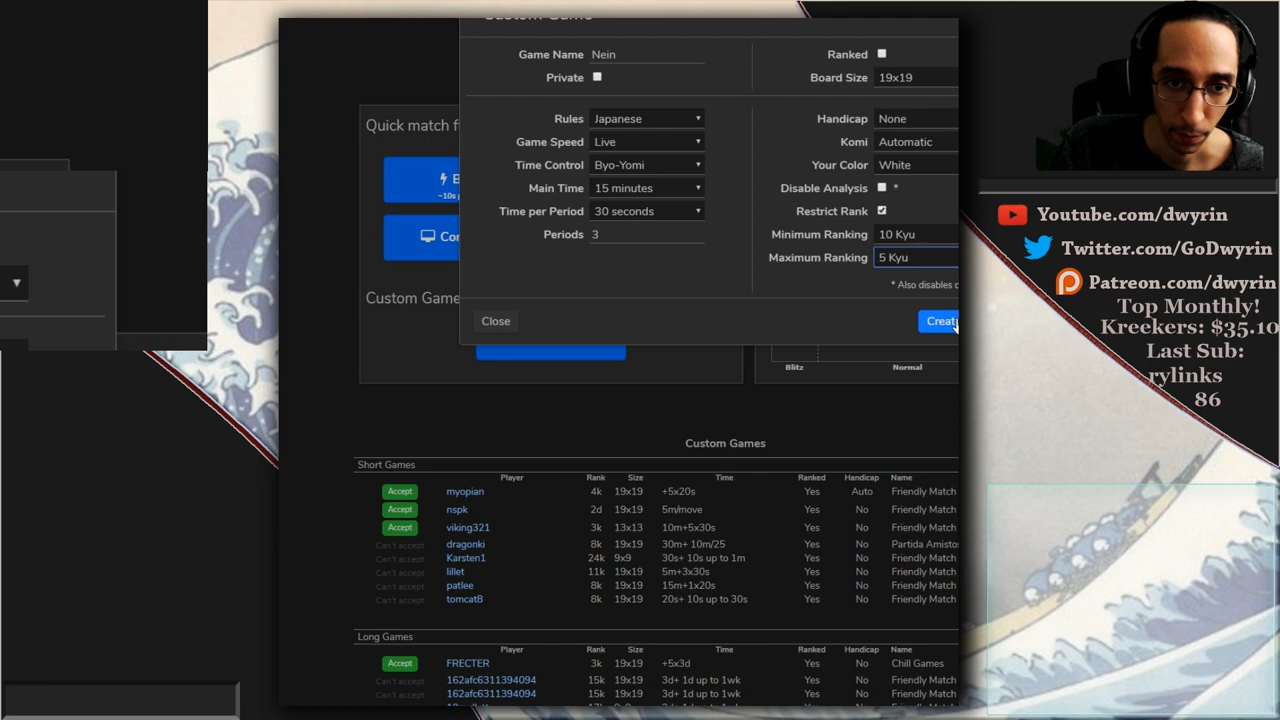 Custom Game
Game Name Nein
Private
Ranked
Board Size 19x19
Quick match f
Rules Japanese
Game Speed Live
Time Control Byo-Yomi
Main Time 15 minutes
Time per Period 30 seconds
Periods 3
Handicap None
Komi Automatic
Your Color White
Disable Analysis *
Restrict Rank
Minimum Ranking 10 Kyu
Maximum Ranking 5 Kyu
* Also disables c
B
~10s p
Cor
Custom Game
Close
Creat
Blitz Normal
Custom Games
Short Games
Player Rank Size Time Ranked Handicap Name
Accept myopian 4k 19x19 +5x20s Yes Auto Friendly Match
Accept nspk 2d 19x19 5m/move Yes No Friendly Match
Accept viking321 3k 13x13 10m+5x30s Yes No Friendly Match
Can't accept dragonki 8k 19x19 30m+ 10m/25 Yes No Partida Amisto
Can't accept Karsten1 24k 9x9 30s+ 10s up to 1m Yes No Friendly Match
Can't accept lillet 11k 19x19 5m+3x30s Yes No Friendly Match
Can't accept patlee 8k 19x19 15m+1x20s Yes No Friendly Match
Can't accept tomcat8 8k 19x19 20s+ 10s up to 30s Yes No Friendly Match
Long Games
Player Rank Size Time Ranked Handicap Name
Accept FRECTER 3k 19x19 +5x3d Yes No Chill Games
Can't accept 162afc6311394094 15k 19x19 3d+ 1d up to 1wk Yes No Friendly Match
Can't accept 162afc6311394094 15k 19x19 3d+ 1d up to 1wk Yes No Friendly Match
Youtube.com/dwyrin
Twitter.com/GoDwyrin
Patreon.com/dwyrin
Top Monthly!
Kreekers: $35.10
Last Sub:
rylinks
86